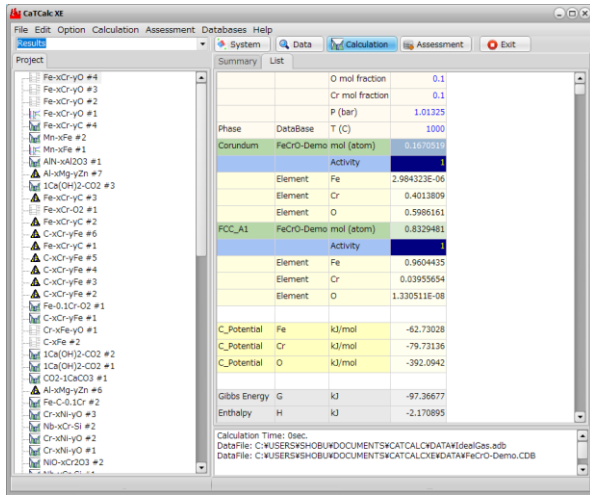 CaTCalc XE
File Edit Option Calculation Assessment Databases Help
Results System Data Calculation Assessment Exit
Project Summary List
Fe-xCr-yO #4
Fe-xCr-yO #3
Fe-xCr-yO #2
Fe-xCr-yO #1
Fe-xCr-yC #4
Mn-xFe #2
Mn-xFe #1
AlN-xAl2O3 #1
Al-xMg-yZn #7
1Ca(OH)2-CO2 #3
Fe-xCr-yC #3
Fe-xCr-O2 #1
Fe-xCr-yC #2
C-xCr-yFe #6
Fe-xCr-yC #1
C-xCr-yFe #5
C-xCr-yFe #4
C-xCr-yFe #3
C-xCr-yFe #2
Fe-0.1Cr-O2 #1
C-xCr-yFe #1
Cr-xFe-yO #1
C-xFe #2
1Ca(OH)2-CO2 #2
1Ca(OH)2-CO2 #1
CO2-1CaCO3 #1
Al-xMg-yZn #6
Fe-C-0.1Cr #2
Cr-xNi-yO #3
Nb-xCr-Si #2
Cr-xNi-yO #2
Cr-xNi-yO #1
NiO-xCr2O3 #2
O mol fraction 0.1
Cr mol fraction 0.1
P (bar) 1.01325
Phase DataBase T (C) 1000
Corundum FeCrO-Demo mol (atom) 0.1670519
Activity 1
Element Fe 2.984323E-06
Element Cr 0.4013809
Element O 0.5986161
FCC_A1 FeCrO-Demo mol (atom) 0.8329481
Activity 1
Element Fe 0.9604435
Element Cr 0.03955654
Element O 1.330511E-08
C_Potential Fe kJ/mol -62.73028
C_Potential Cr kJ/mol -79.73136
C_Potential O kJ/mol -392.0942
Gibbs Energy G kJ -97.36677
Enthalpy H kJ -2.170895
Calculation Time: 0sec.
DataFile: C:¥USERS¥SHOBU¥DOCUMENTS¥CATCALC¥DATA¥IdealGas.adb
DataFile: C:¥USERS¥SHOBU¥DOCUMENTS¥CATCALCXE¥DATA¥FeCrO-Demo.CDB